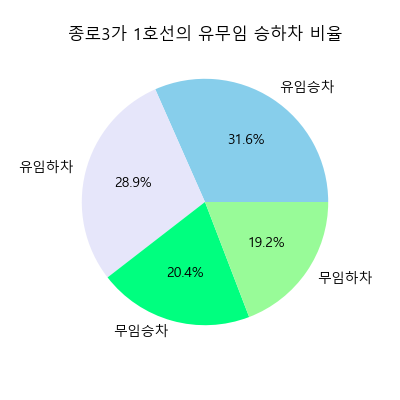 종로3가 1호선의 유무임 승하차 비율
유임승차
31.6%
유임하차
28.9%
19.2%
20.4%
무임하차
무임승차